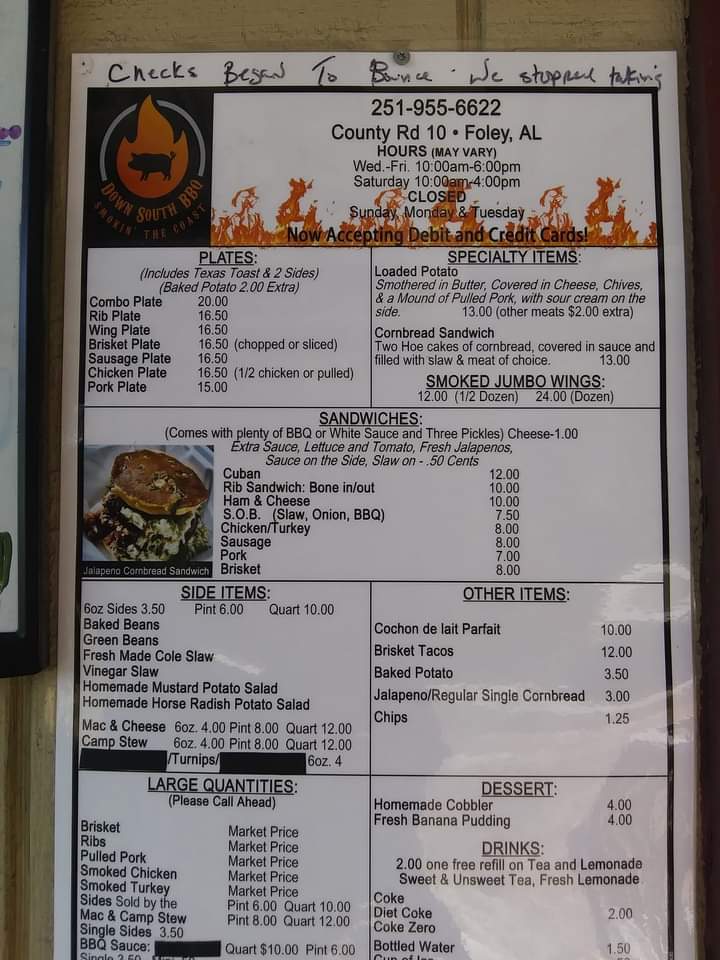 Checks Began To Bounce - We stopped taking
DOWN SOUTH BBQ
SMOKIN' THE COAST
251-955-6622
County Rd 10 • Foley, AL
HOURS (MAY VARY)
Wed.-Fri. 10:00am-6:00pm
Saturday 10:00am-4:00pm
CLOSED
Sunday, Monday & Tuesday
Now Accepting Debit and Credit Cards!
PLATES:
(Includes Texas Toast & 2 Sides)
(Baked Potato 2.00 Extra)
Combo Plate 20.00
Rib Plate 16.50
Wing Plate 16.50
Brisket Plate 16.50 (chopped or sliced)
Sausage Plate 16.50
Chicken Plate 16.50 (1/2 chicken or pulled)
Pork Plate 15.00
SPECIALTY ITEMS:
Loaded Potato
Smothered in Butter, Covered in Cheese, Chives,
& a Mound of Pulled Pork, with sour cream on the
side. 13.00 (other meats $2.00 extra)
Cornbread Sandwich
Two Hoe cakes of cornbread, covered in sauce and
filled with slaw & meat of choice. 13.00
SMOKED JUMBO WINGS:
12.00 (1/2 Dozen) 24.00 (Dozen)
SANDWICHES:
(Comes with plenty of BBQ or White Sauce and Three Pickles) Cheese-1.00
Extra Sauce, Lettuce and Tomato, Fresh Jalapenos,
Sauce on the Side, Slaw on - .50 Cents
Cuban 12.00
Rib Sandwich: Bone in/out 10.00
Ham & Cheese 10.00
S.O.B. (Slaw, Onion, BBQ) 7.50
Chicken/Turkey 8.00
Sausage 8.00
Pork 7.00
Brisket 8.00
Jalapeno Cornbread Sandwich
SIDE ITEMS:
6oz Sides 3.50 Pint 6.00 Quart 10.00
Baked Beans
Green Beans
Fresh Made Cole Slaw
Vinegar Slaw
Homemade Mustard Potato Salad
Homemade Horse Radish Potato Salad
Mac & Cheese 6oz. 4.00 Pint 8.00 Quart 12.00
Camp Stew 6oz. 4.00 Pint 8.00 Quart 12.00
/Turnips/ 6oz. 4
OTHER ITEMS:
Cochon de lait Parfait 10.00
Brisket Tacos 12.00
Baked Potato 3.50
Jalapeno/Regular Single Cornbread 3.00
Chips 1.25
LARGE QUANTITIES:
(Please Call Ahead)
Brisket Market Price
Ribs Market Price
Pulled Pork Market Price
Smoked Chicken Market Price
Smoked Turkey Market Price
Sides Sold by the Pint 6.00 Quart 10.00
Mac & Camp Stew Pint 8.00 Quart 12.00
Single Sides 3.50
BBQ Sauce: Quart $10.00 Pint 6.00
Single 3.50
DESSERT:
Homemade Cobbler 4.00
Fresh Banana Pudding 4.00
DRINKS:
2.00 one free refill on Tea and Lemonade
Sweet & Unsweet Tea, Fresh Lemonade
Coke
Diet Coke 2.00
Coke Zero
Bottled Water 1.50
Cup of Ice